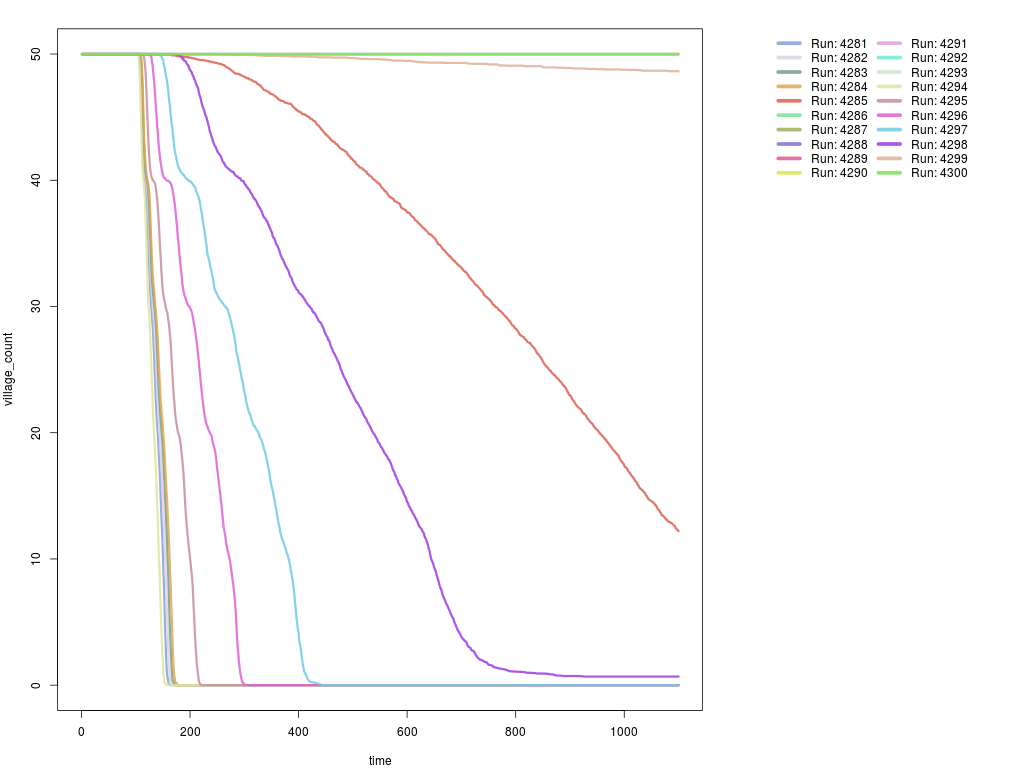 50
40
30
20
10
0
village_count
0 200 400 600 800 1000
time
Run: 4281 Run: 4291
Run: 4282 Run: 4292
Run: 4283 Run: 4293
Run: 4284 Run: 4294
Run: 4285 Run: 4295
Run: 4286 Run: 4296
Run: 4287 Run: 4297
Run: 4288 Run: 4298
Run: 4289 Run: 4299
Run: 4290 Run: 4300